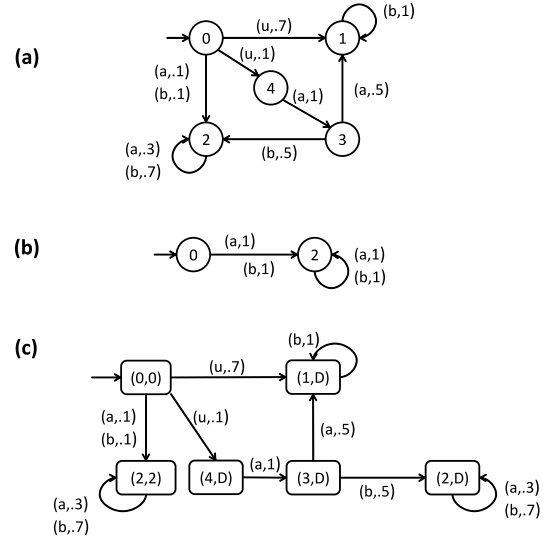 (b,1)
0
(u,.7)
1
(a)
(u,.1)
(a,.1)
(b,.1)
4
(a,1)
(a,.5)
2
3
(a,.3)
(b,.7)
(b,.5)
(b)
(a,1)
0
2
(a,1)
(b,1)
(b,1)
(c)
(b,1)
(0,0)
(u,.7)
(1,D)
(a,.1)
(b,.1)
(u,.1)
(a,.5)
(2,2)
(4,D)
(a,1)
(3,D)
(b,.5)
(2,D)
(a,.3)
(b,.7)
(a,.3)
(b,.7)